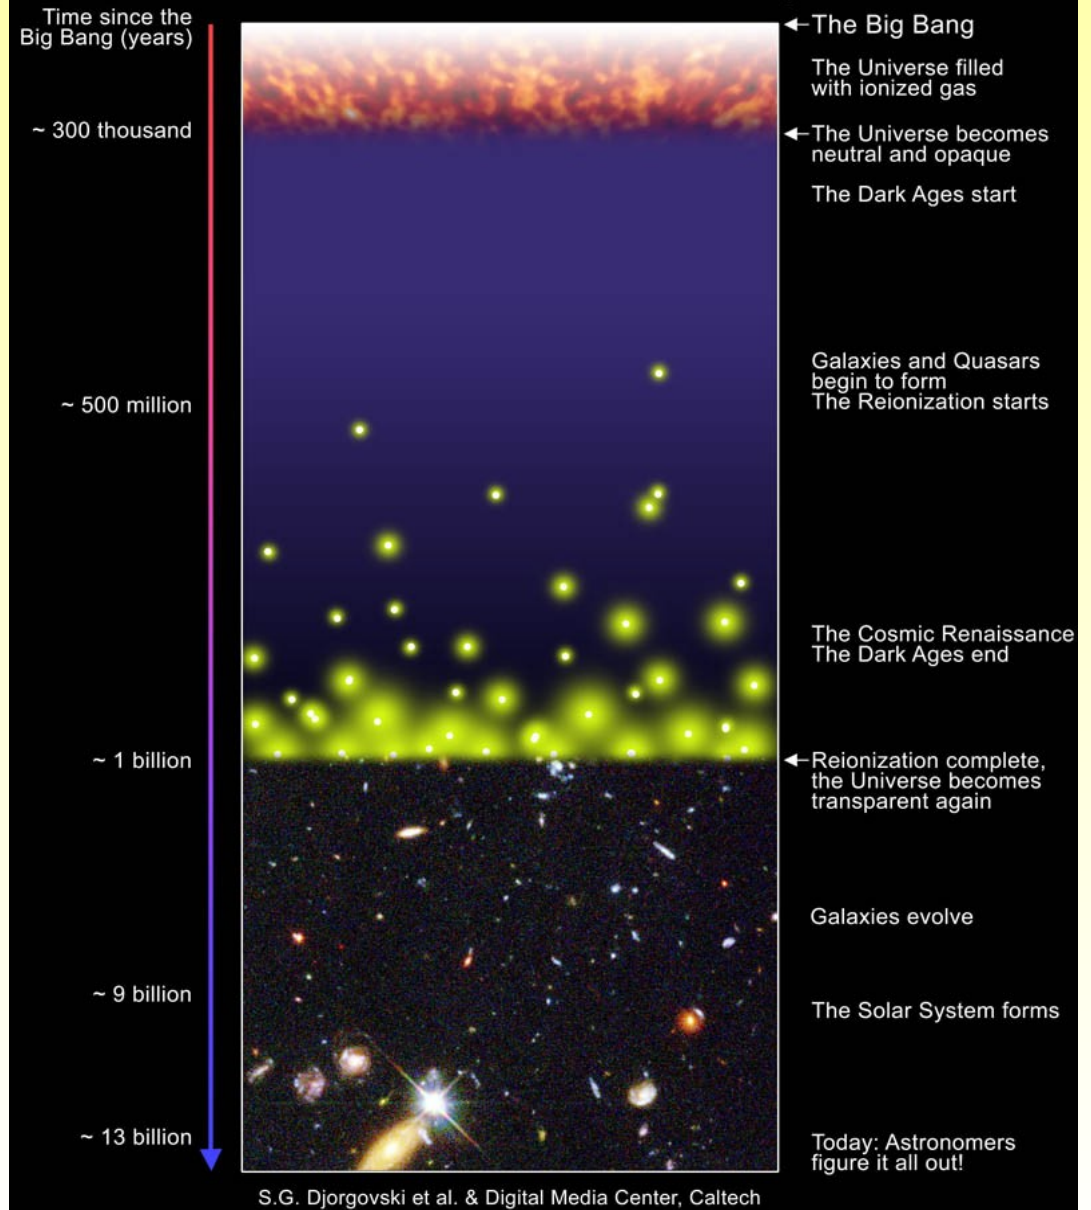 Time since the
Big Bang (years)
The Big Bang
The Universe filled
with ionized gas
~ 300 thousand
The Universe becomes
neutral and opaque
The Dark Ages start
Galaxies and Quasars
begin to form
The Reionization starts
~ 500 million
The Cosmic Renaissance
The Dark Ages end
~ 1 billion
Reionization complete,
the Universe becomes
transparent again
Galaxies evolve
~ 9 billion
The Solar System forms
~ 13 billion
Today: Astronomers
figure it all out!
S.G. Djorgovski et al. & Digital Media Center, Caltech